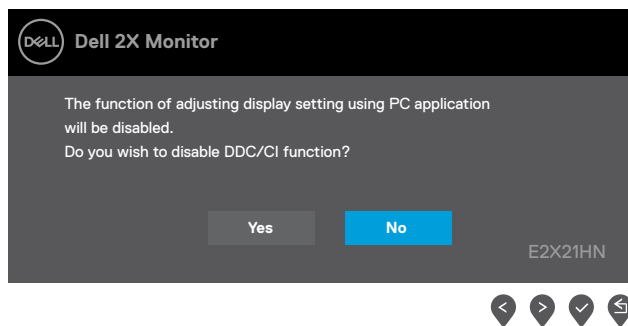 DELL Dell 2X Monitor
The function of adjusting display setting using PC application
will be disabled.
Do you wish to disable DDC/CI function?
Yes No
E2X21HN